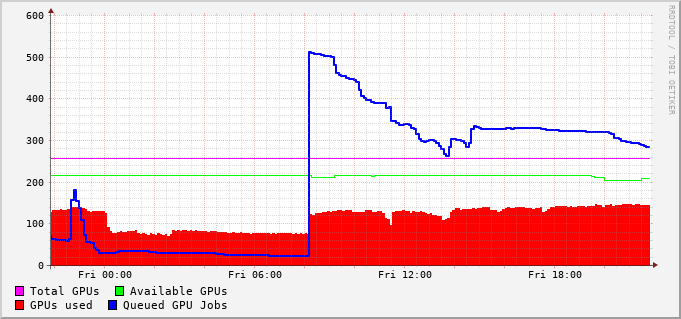 RRDTOOL / TOBI OETIKER
600
500
400
300
200
100
0
Fri 00:00 Fri 06:00 Fri 12:00 Fri 18:00
Total GPUs Available GPUs
GPUs used Queued GPU Jobs